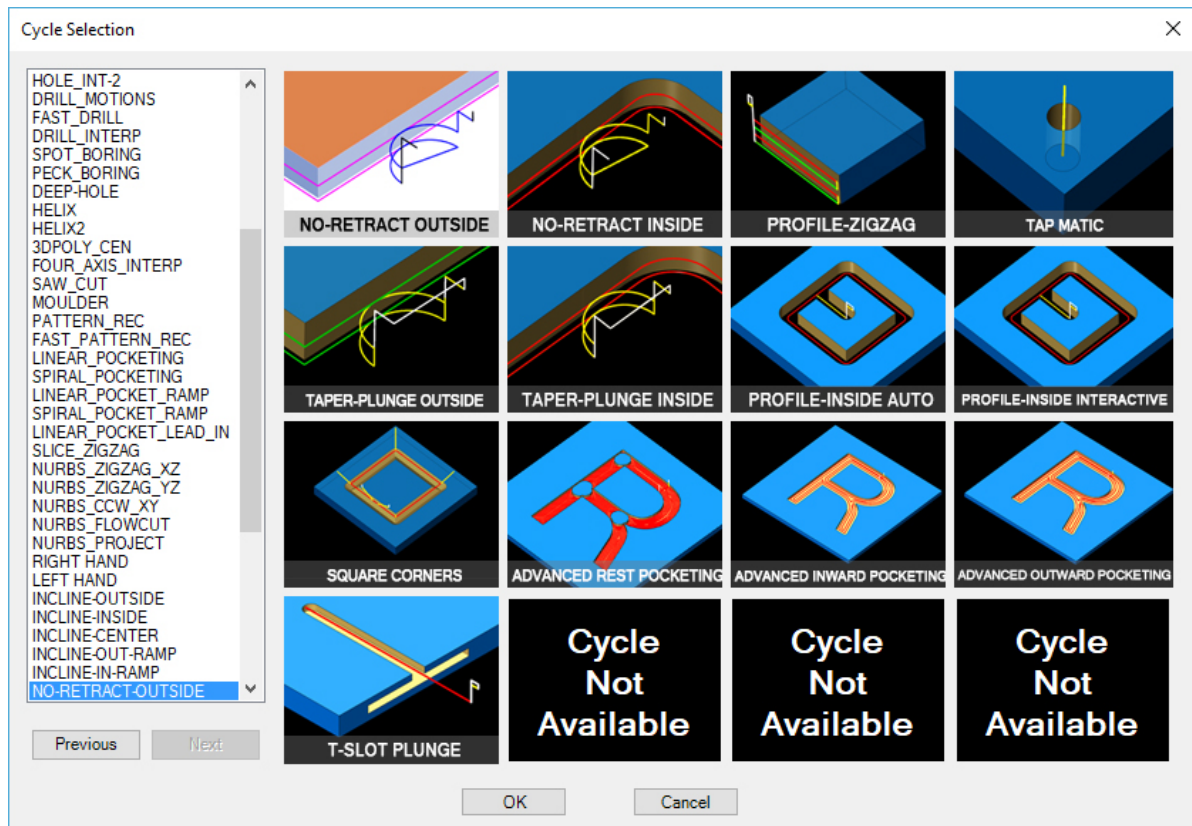 Cycle Selection
HOLE_INT-2
DRILL_MOTIONS
FAST_DRILL
DRILL_INTERP
SPOT_BORING
PECK_BORING
DEEP-HOLE
HELIX
HELIX2
3DPOLY_CEN
FOUR_AXIS_INTERP
SAW_CUT
MOULDER
PATTERN_REC
FAST_PATTERN_REC
LINEAR_POCKETING
SPIRAL_POCKETING
LINEAR_POCKET_RAMP
SPIRAL_POCKET_RAMP
LINEAR_POCKET_LEAD_IN
SLICE_ZIGZAG
NURBS_ZIGZAG_XZ
NURBS_ZIGZAG_YZ
NURBS_CCW_XY
NURBS_FLOWCUT
NURBS_PROJECT
RIGHT HAND
LEFT HAND
INCLINE-OUTSIDE
INCLINE-INSIDE
INCLINE-CENTER
INCLINE-OUT-RAMP
INCLINE-IN-RAMP
NO-RETRACT-OUTSIDE
Previous
Next
NO-RETRACT OUTSIDE
NO-RETRACT INSIDE
PROFILE-ZIGZAG
TAP MATIC
TAPER-PLUNGE OUTSIDE
TAPER-PLUNGE INSIDE
PROFILE-INSIDE AUTO
PROFILE-INSIDE INTERACTIVE
SQUARE CORNERS
ADVANCED REST POCKETING
ADVANCED INWARD POCKETING
ADVANCED OUTWARD POCKETING
T-SLOT PLUNGE
Cycle
Not
Available
Cycle
Not
Available
Cycle
Not
Available
OK
Cancel